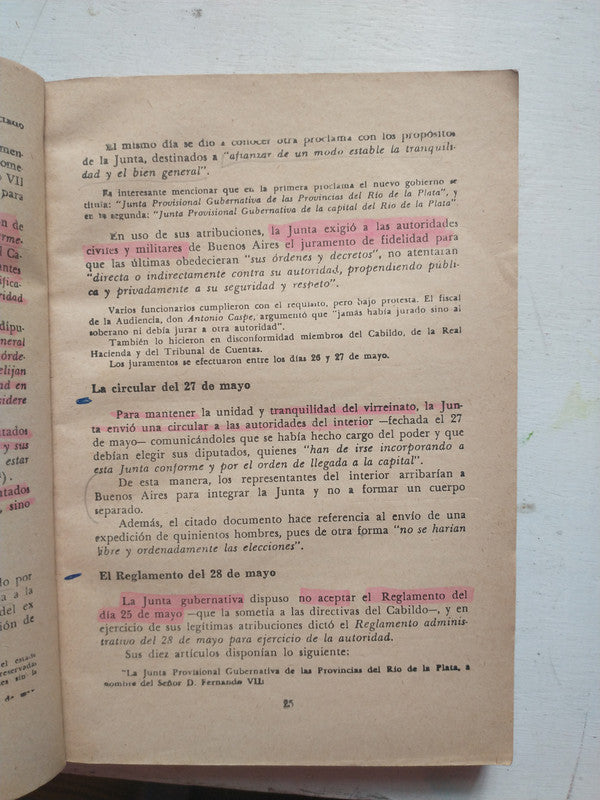 El mismo día se dio a conocer otra proclama con los propósitos
de la Junta, destinados a "afianzar de un modo estable la tranquili-
dad y el bien general".
Es interesante mencionar que en la primera proclama el nuevo gobierno se
titula: "Junta Provisional Gubernativa de las Provincias del Río de la Plata", y
en la segunda: "Junta Provisional Gubernativa de la capital del Río de la Plata".
En uso de sus atribuciones, la Junta exigió a las autoridades
civiles y militares de Buenos Aires el juramento de fidelidad para
que las últimas obedecieran "sus órdenes y decretos", no atentaran
"directa o indirectamente contra su autoridad, propendiendo públi-
ca y privadamente a su seguridad y respeto".
Varios funcionarios cumplieron con el requisito, pero bajo protesta. El fiscal
de la Audiencia, don Antonio Caspe, argumentó que "jamás había jurado sino al
soberano ni debía jurar a otra autoridad".
También lo hicieron en disconformidad miembros del Cabildo, de la Real
Hacienda y del Tribunal de Cuentas.
Los juramentos se efectuaron entre los días 26 y 27 de mayo.
La circular del 27 de mayo
Para mantener la unidad y tranquilidad del virreinato, la Jun-
ta envió una circular a las autoridades del interior —fechada el 27
de mayo— comunicándoles que se había hecho cargo del poder y que
debían elegir sus diputados, quienes "han de irse incorporando a
esta Junta conforme y por el orden de llegada a la capital".
De esta manera, los representantes del interior arribarían a
Buenos Aires para integrar la Junta y no a formar un cuerpo
separado.
Además, el citado documento hace referencia al envío de una
expedición de quinientos hombres, pues de otra forma "no se harían
libre y ordenadamente las elecciones".
El Reglamento del 28 de mayo
La Junta gubernativa dispuso no aceptar el Reglamento del
día 25 de mayo —que la sometía a las directivas del Cabildo—, y en
ejercicio de sus legítimas atribuciones dictó el Reglamento adminis-
trativo del 28 de mayo para ejercicio de la autoridad.
Sus diez artículos disponían lo siguiente:
"La Junta Provisional Gubernativa de las Provincias del Río de la Plata, a
nombre del Señor D. Fernando VII:
25